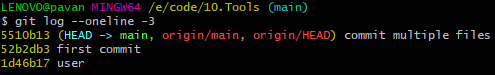 LENOVO@pavan MINGW64 /e/code/10.Tools (main)
$ git log --oneline -3
5510b13 (HEAD -> main, origin/main, origin/HEAD) commit multiple files
52b2db3 first commit
1d46b17 user